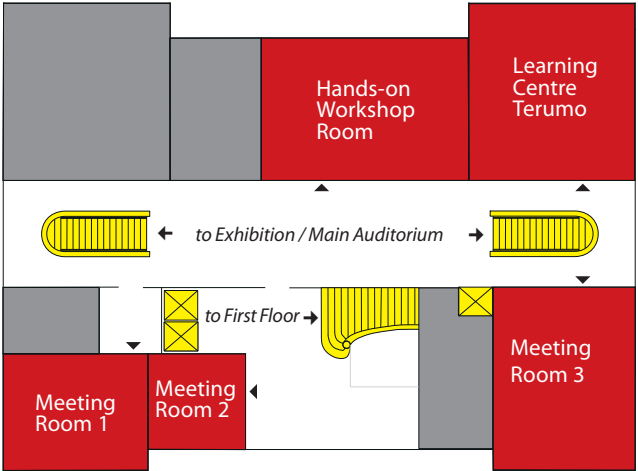 Hands-on
Workshop
Room
Learning
Centre
Terumo
to Exhibition / Main Auditorium
to First Floor
Meeting
Room 1
Meeting
Room 2
Meeting
Room 3